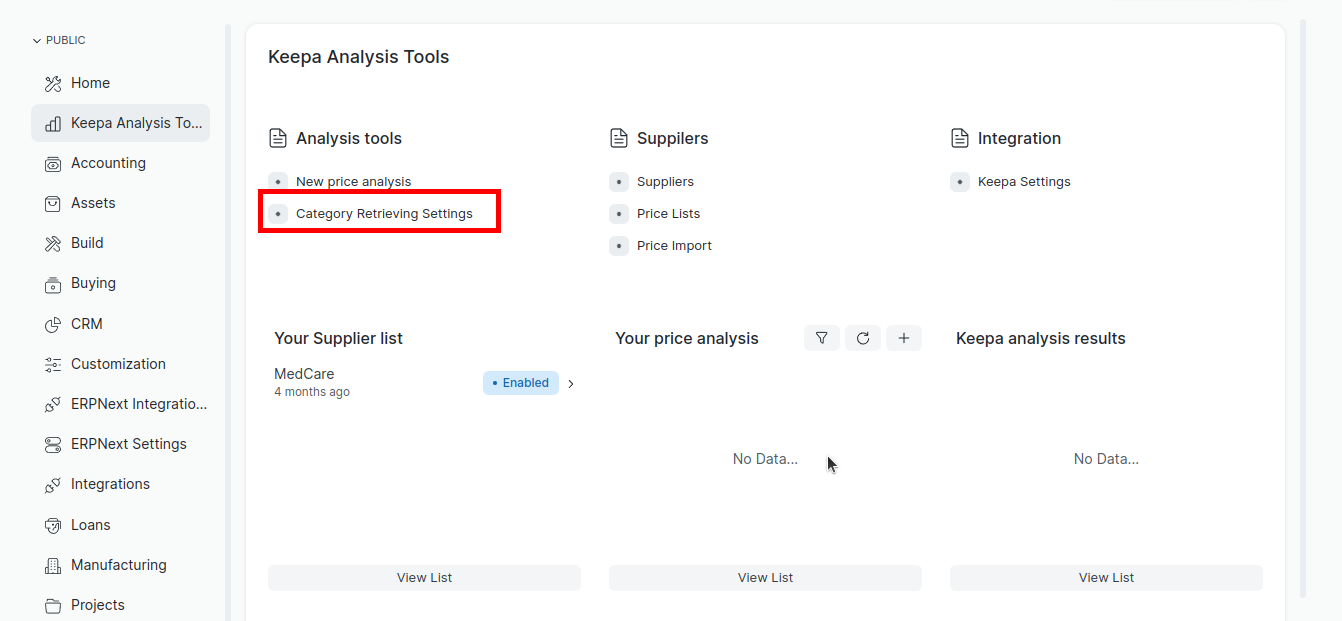 PUBLIC
Home
Keepa Analysis To...
Accounting
Assets
Build
Buying
CRM
Customization
ERPNext Integratio...
ERPNext Settings
Integrations
Loans
Manufacturing
Projects
Keepa Analysis Tools
Analysis tools
New price analysis
Category Retrieving Settings
Suppilers
Suppliers
Price Lists
Price Import
Integration
Keepa Settings
Your Supplier list
MedCare
4 months ago
Enabled
View List
Your price analysis
No Data...
View List
Keepa analysis results
No Data...
View List